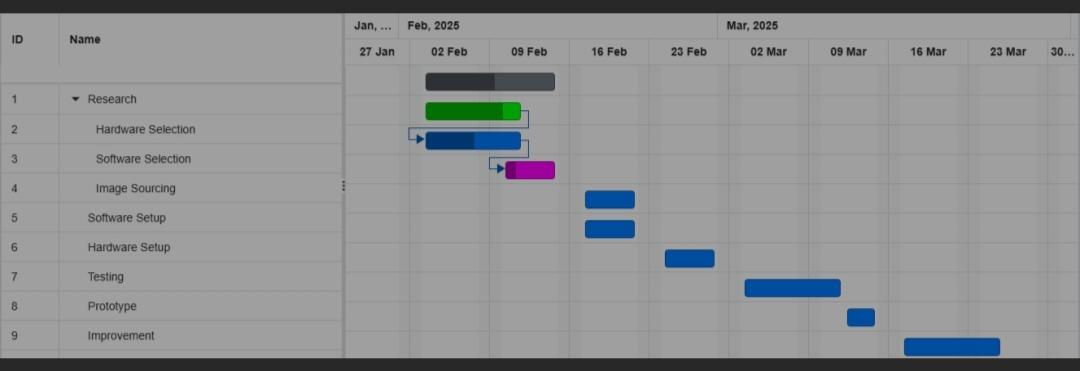 Jan, ... Feb, 2025 Mar, 2025
ID Name
27 Jan 02 Feb 09 Feb 16 Feb 23 Feb 02 Mar 09 Mar 16 Mar 23 Mar 30...
1 Research
2 Hardware Selection
3 Software Selection
4 Image Sourcing
5 Software Setup
6 Hardware Setup
7 Testing
8 Prototype
9 Improvement